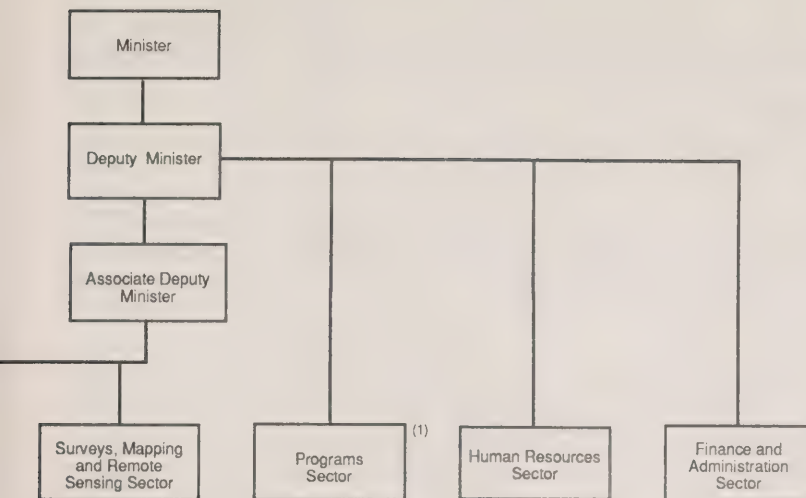 Minister
Deputy Minister
Associate Deputy
Minister
Surveys, Mapping
and Remote
Sensing Sector
Programs
Sector
(1)
Human Resources
Sector
Finance and
Administration
Sector